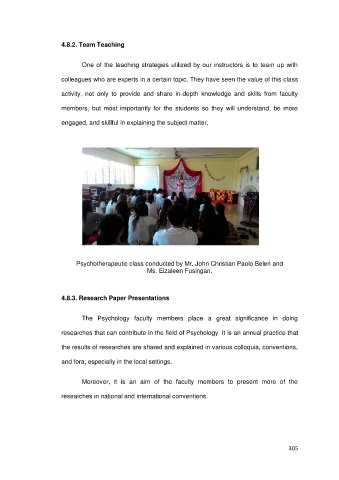 4.8.2. Team Teaching
One of the teaching strategies utilized by our instructors is to team up with
colleagues who are experts in a certain topic. They have seen the value of this class
activity, not only to provide and share in-depth knowledge and skills from faculty
members, but most importantly for the students so they will understand, be more
engaged, and skillful in explaining the subject matter.
Psychotherapeutic class conducted by Mr. John Christian Paolo Belen and
Ms. Eizaleen Fusingan.
4.8.3. Research Paper Presentations
The Psychology faculty members place a great significance in doing
researches that can contribute in the field of Psychology. It is an annual practice that
the results of researches are shared and explained in various colloquia, conventions,
and fora, especially in the local settings.
Moreover, it is an aim of the faculty members to present more of the
researches in national and international conventions.
305